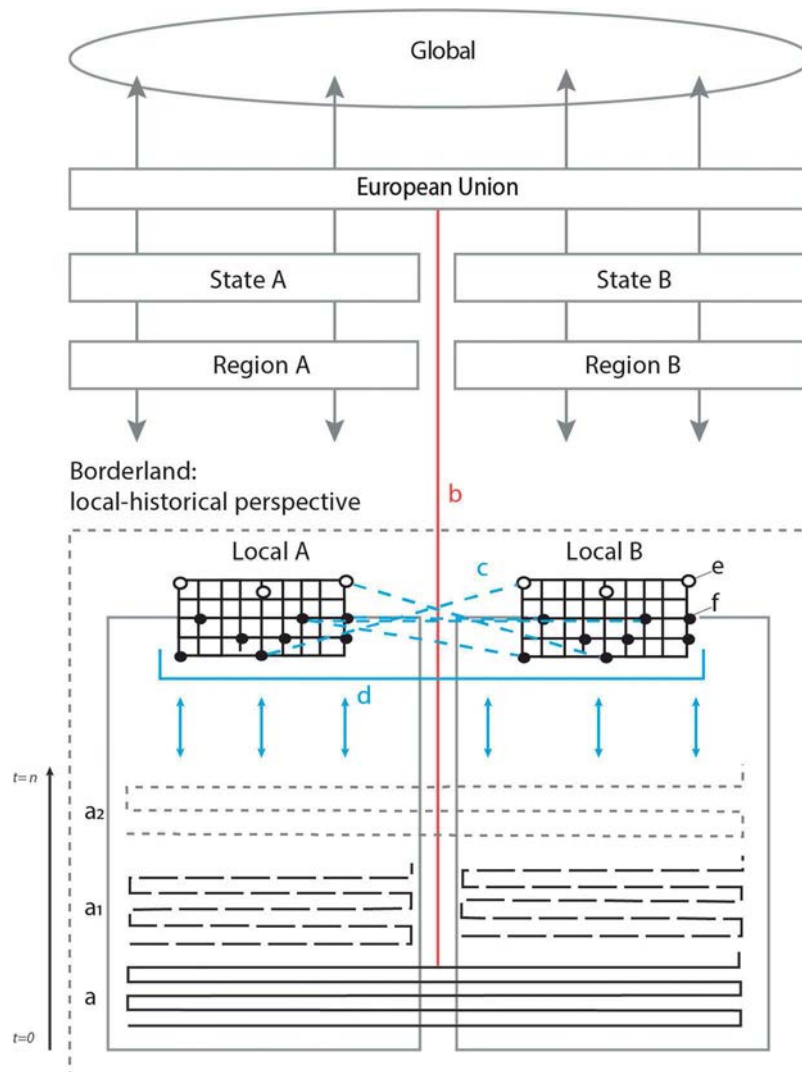 Global
European Union
State A
State B
Region A
Region B
Borderland:
local-historical perspective
b
Local A
Local B
c
e
f
d
t=n
a2
a1
a
t=0